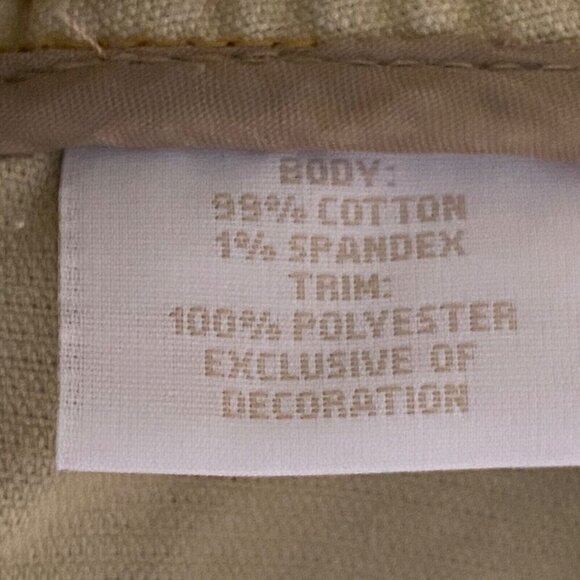 BODY:
99% COTTON
1% SPANDEX
TRIM:
100% POLYESTER
EXCLUSIVE OF
DECORATION